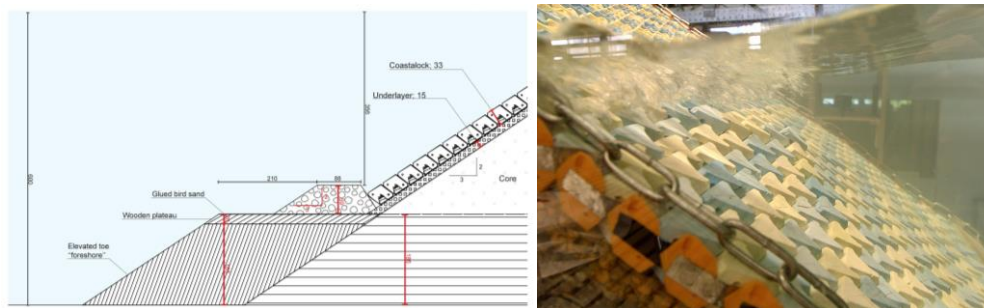 Coastalock; 33
Underlayer; 15
2
3
Core
210
88
Glued bird sand
Wooden plateau
Elevated toe
"foreshore"